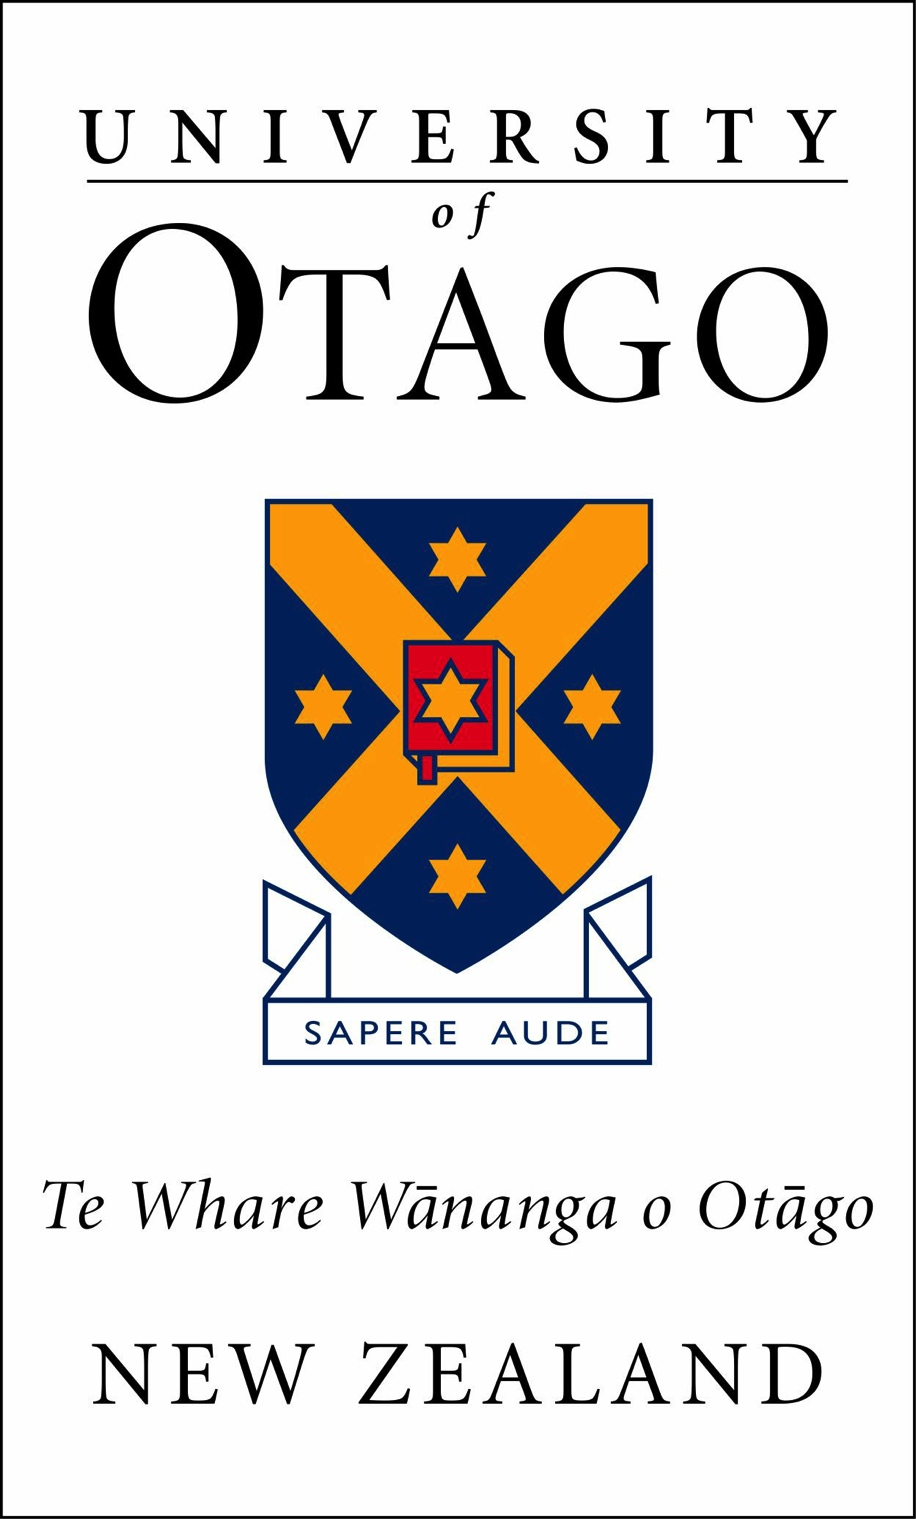 UNIVERSITY
of
OTAGO
SAPERE AUDE
Te Whare Wānanga o Otāgo
NEW ZEALAND